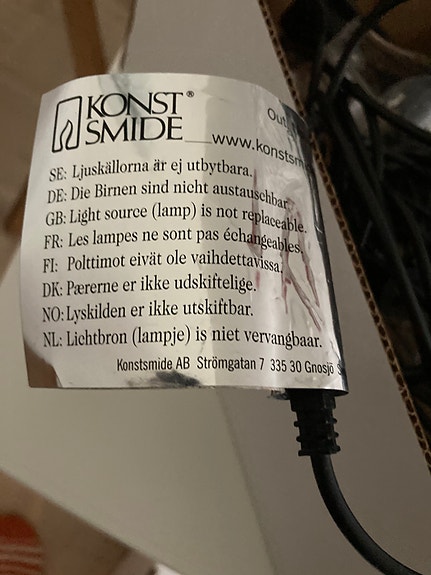 KONST®
SMIDE
www.konstsm
SE: Ljuskällorna är ej utbytbara.
DE: Die Birnen sind nicht austauschbar.
GB: Light source (lamp) is not replaceable.
FR: Les lampes ne sont pas échangeables.
FI: Polttimot eivät ole vaihdettavissa.
DK: Pærerne er ikke udskiftelige.
NO: Lyskilden er ikke utskiftbar.
NL: Lichtbron (lampje) is niet vervangbaar.
Konstsmide AB Strömgatan 7 335 30 Gnosjö